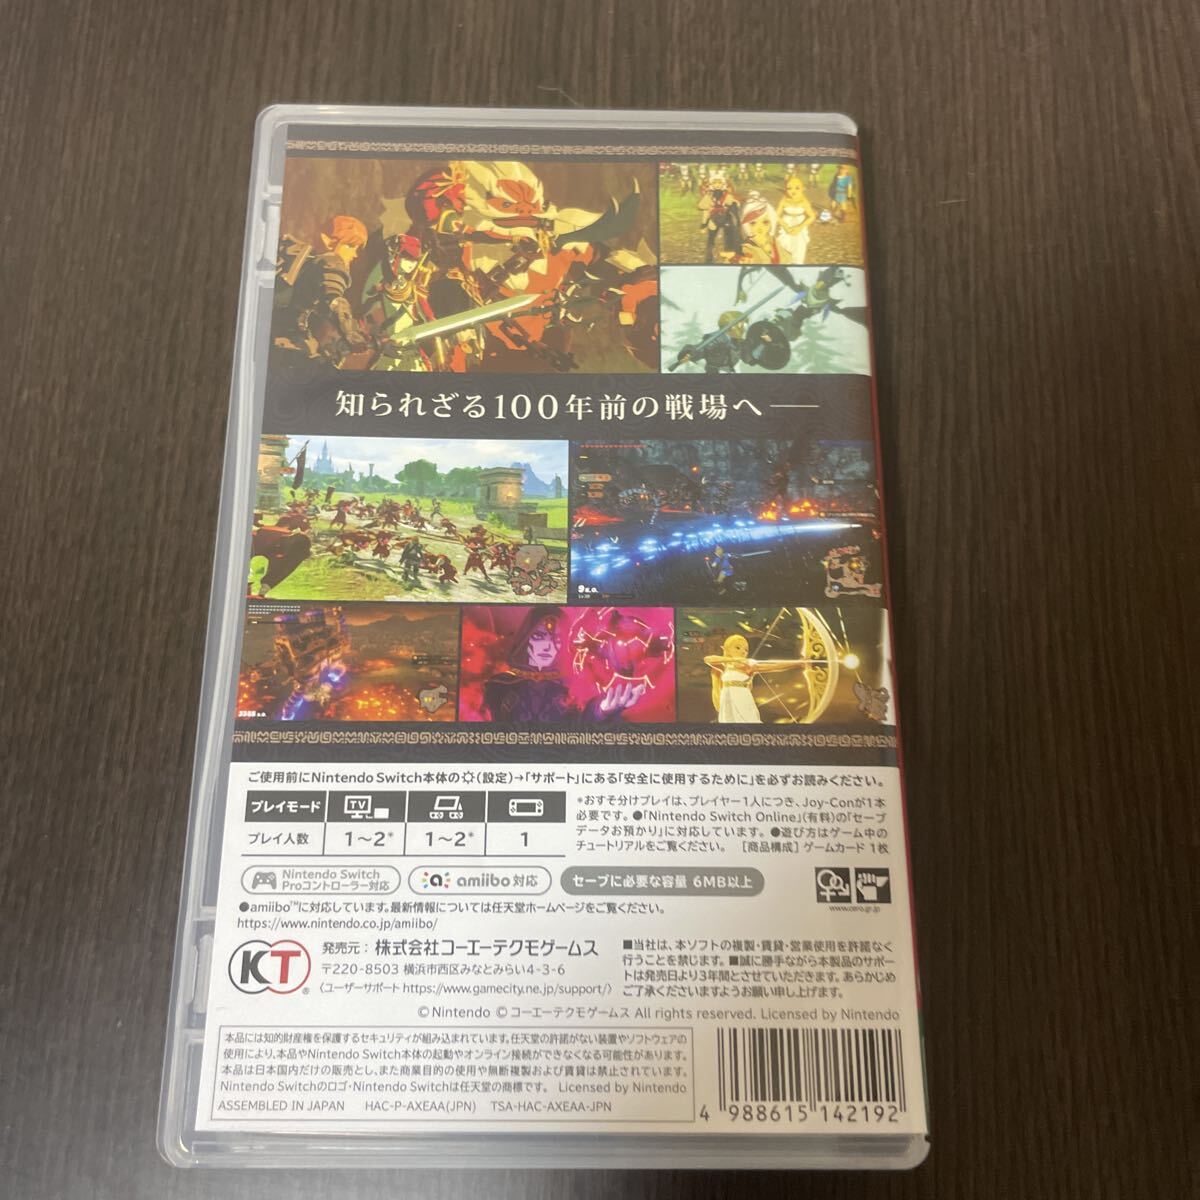 知られざる100年前の戦場へ——
9 K.O.
3385 K.O.
ご使用前にNintendo Switch本体の(設定)→「サポート」にある「安全に使用するために」を必ずお読みください。
プレイモード
TV
プレイ人数
1～2*
1～2*
1
*おすそ分けプレイは、プレイヤー1人につき、Joy-Conが1本
必要です。●「Nintendo Switch Online」(有料)の「セーブ
データお預かり」に対応しています。●遊び方はゲーム中の
チュートリアルをご覧ください。 [商品構成] ゲームカード 1枚
Nintendo Switch
Proコントローラー対応
amiibo 対応
セーブに必要な容量 6MB以上
www.cero.gr.jp
●amiibo™に対応しています。最新情報については任天堂ホームページをご覧ください。
https://www.nintendo.co.jp/amiibo/
KT®
発売元：株式会社コーエーテクモゲームス
〒220-8503 横浜市西区みなとみらい4-3-6
〈ユーザーサポート https://www.gamecity.ne.jp/support/〉
■当社は、本ソフトの複製・賃貸・営業使用を許諾なく
行うことを禁じます。■誠に勝手ながら本製品のサポート
は発売日より3年間とさせていただきます。あらかじめ
ご了承くださいますようお願い申し上げます。
© Nintendo © コーエーテクモゲームス All rights reserved. Licensed by Nintendo
本品には知的財産権を保護するセキュリティが組み込まれています。任天堂の許諾がない装置やソフトウェアの
使用により、本品やNintendo Switch本体の起動やオンライン接続ができなくなる可能性があります。
本品は日本国内だけの販売とし、また商業目的の使用や無断複製および賃貸は禁止されています。
Nintendo Switchのロゴ・Nintendo Switchは任天堂の商標です。 Licensed by Nintendo
ASSEMBLED IN JAPAN HAC-P-AXEAA(JPN) TSA-HAC-AXEAA-JPN
4 988615 142192